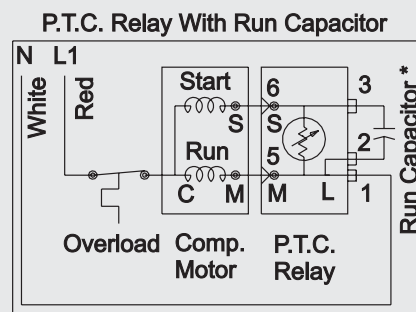 P.T.C. Relay With Run Capacitor
N L1
White
Red
Start
S
Run
C M
6
S
5
M
L
3
2
1
Run Capacitor *
Overload
Comp.
Motor
P.T.C.
Relay